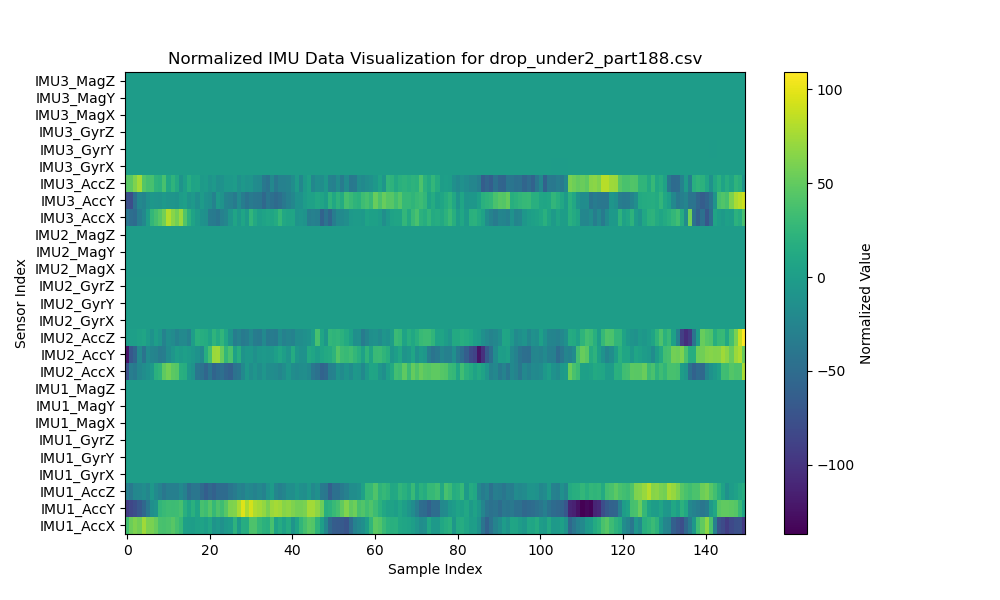 Normalized IMU Data Visualization for drop_under2_part188.csv
IMU3_MagZ
IMU3_MagY
IMU3_MagX
IMU3_GyrZ
IMU3_GyrY
IMU3_GyrX
IMU3_AccZ
IMU3_AccY
IMU3_AccX
IMU2_MagZ
IMU2_MagY
IMU2_MagX
IMU2_GyrZ
IMU2_GyrY
IMU2_GyrX
IMU2_AccZ
IMU2_AccY
IMU2_AccX
IMU1_MagZ
IMU1_MagY
IMU1_MagX
IMU1_GyrZ
IMU1_GyrY
IMU1_GyrX
IMU1_AccZ
IMU1_AccY
IMU1_AccX
Sensor Index
0 20 40 60 80 100 120 140
Sample Index
100
50
0
−50
−100
Normalized Value